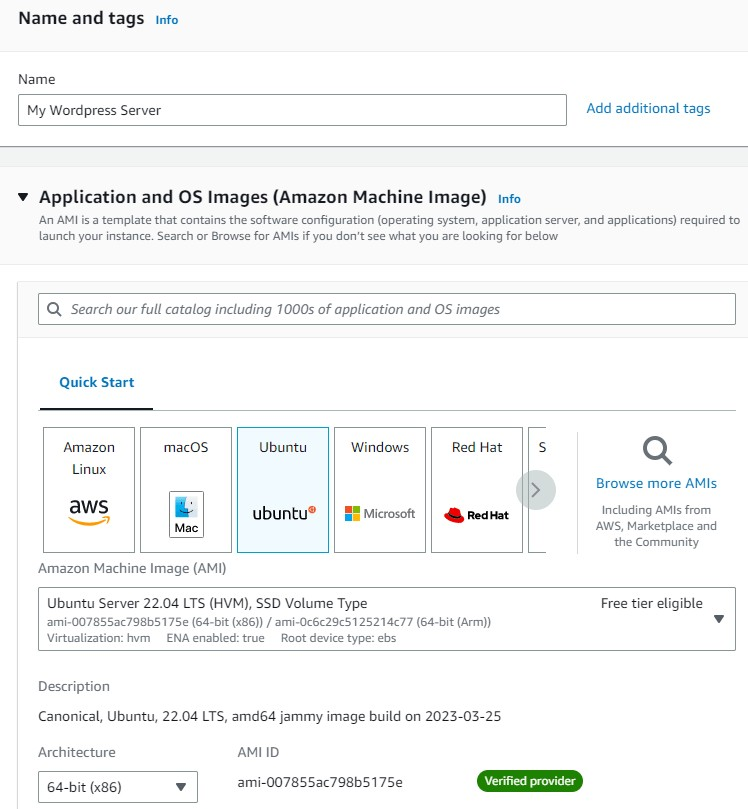 Name and tags Info
Name
My Wordpress Server
Add additional tags
Application and OS Images (Amazon Machine Image) Info
An AMI is a template that contains the software configuration (operating system, application server, and applications) required to
launch your instance. Search or Browse for AMIs if you don't see what you are looking for below
Search our full catalog including 1000s of application and OS images
Quick Start
Amazon
Linux
aws
macOS
Mac
Ubuntu
ubuntu
Windows
Microsoft
Red Hat
Red Hat
S
Browse more AMIs
Including AMIs from
AWS, Marketplace and
the Community
Amazon Machine Image (AMI)
Ubuntu Server 22.04 LTS (HVM), SSD Volume Type
Free tier eligible
ami-007855ac798b5175e (64-bit (x86)) / ami-0c6c29c5125214c77 (64-bit (Arm))
Virtualization: hvm ENA enabled: true Root device type: ebs
Description
Canonical, Ubuntu, 22.04 LTS, amd64 jammy image build on 2023-03-25
Architecture
64-bit (x86)
AMI ID
ami-007855ac798b5175e
Verified provider